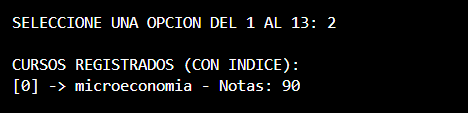 SELECCIONE UNA OPCION DEL 1 AL 13: 2
CURSOS REGISTRADOS (CON INDICE):
[0] -> microeconomia - Notas: 90